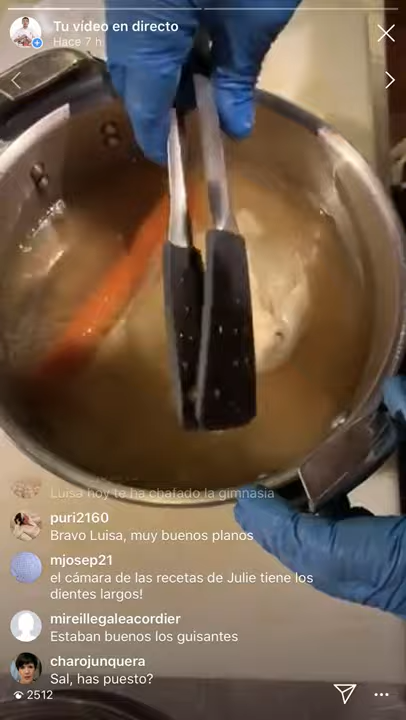 Tu vídeo en directo
Hace 7 h
Luisa hoy te ha chafado la gimnasia
puri2160
Bravo Luisa, muy buenos planos
mjosep21
el cámara de las recetas de Julie tiene los
dientes largos!
mireillegaleacordier
Estaban buenos los guisantes
charojunquera
Sal, has puesto?
2512